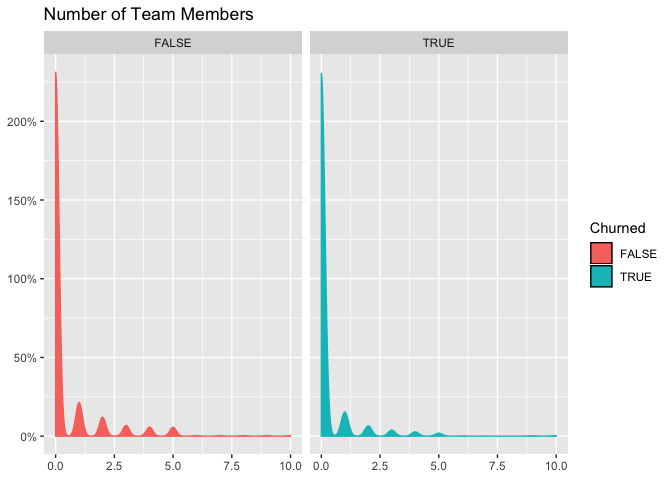 Number of Team Members
FALSE TRUE
200%
150%
100%
50%
0%
0.0 2.5 5.0 7.5 10.0 0.0 2.5 5.0 7.5 10.0
Churned
FALSE
TRUE